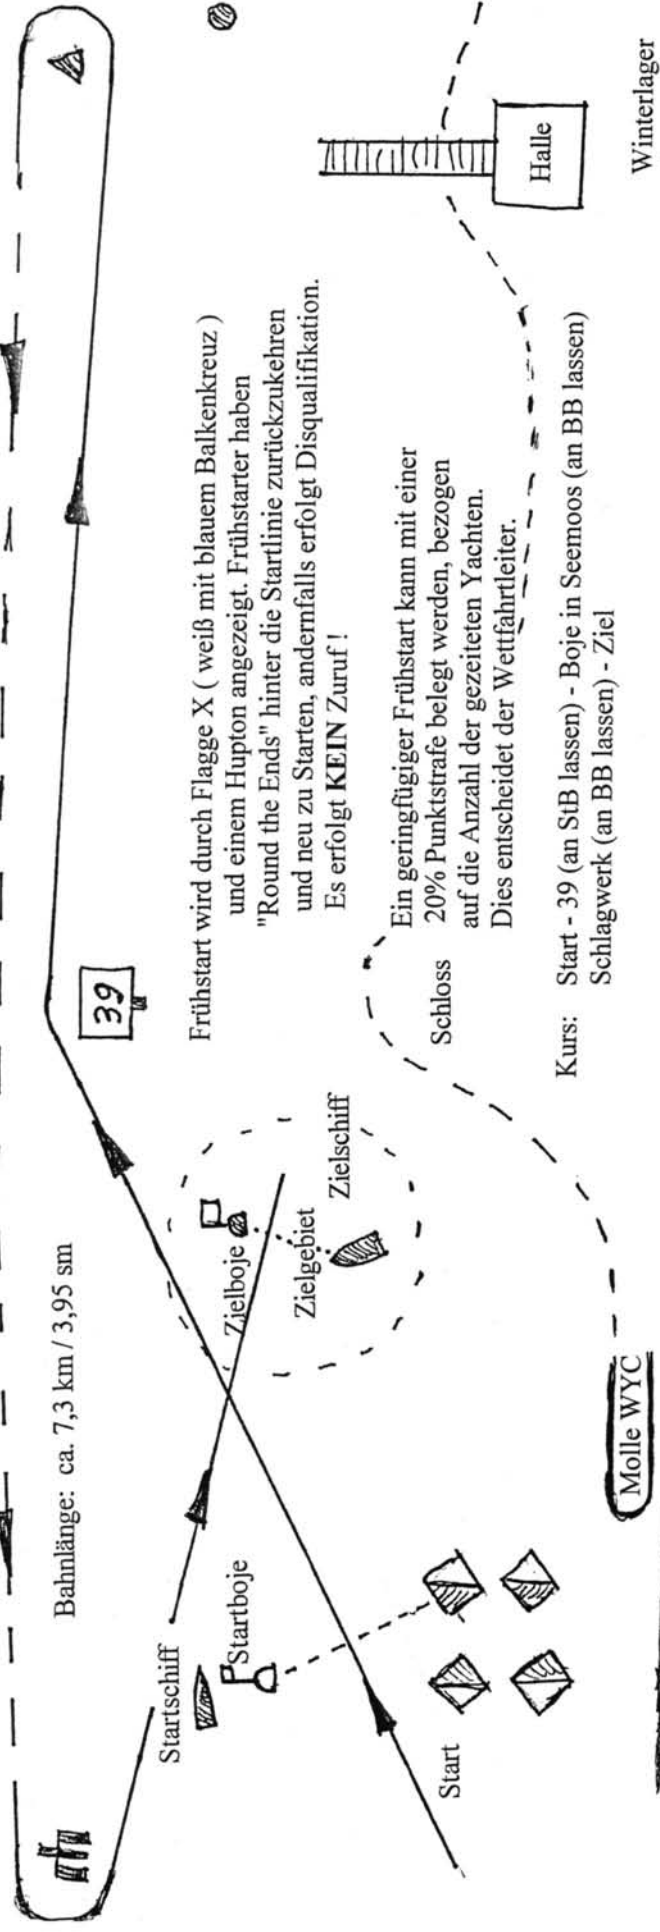 Bahnlänge: ca. 7,3 km / 3,95 sm
39
Startschiff
Startboje
Start
Zielboje
Zielgebiet
Zielschiff
Frühstart wird durch Flagge X ( weiß mit blauem Balkenkreuz )
und einem Hupton angezeigt. Frühstarter haben
"Round the Ends" hinter die Startlinie zurückzukehren
und neu zu Starten, andernfalls erfolgt Disqualifikation.
Es erfolgt KEIN Zuruf !
Ein geringfügiger Frühstart kann mit einer
20% Punktstrafe belegt werden, bezogen
auf die Anzahl der gezeiteten Yachten.
Dies entscheidet der Wettfahrtleiter.
Schloss
Halle
Winterlager
Molle WYC
Kurs: Start - 39 (an StB lassen) - Boje in Seemoos (an BB lassen)
Schlagwerk (an BB lassen) - Ziel